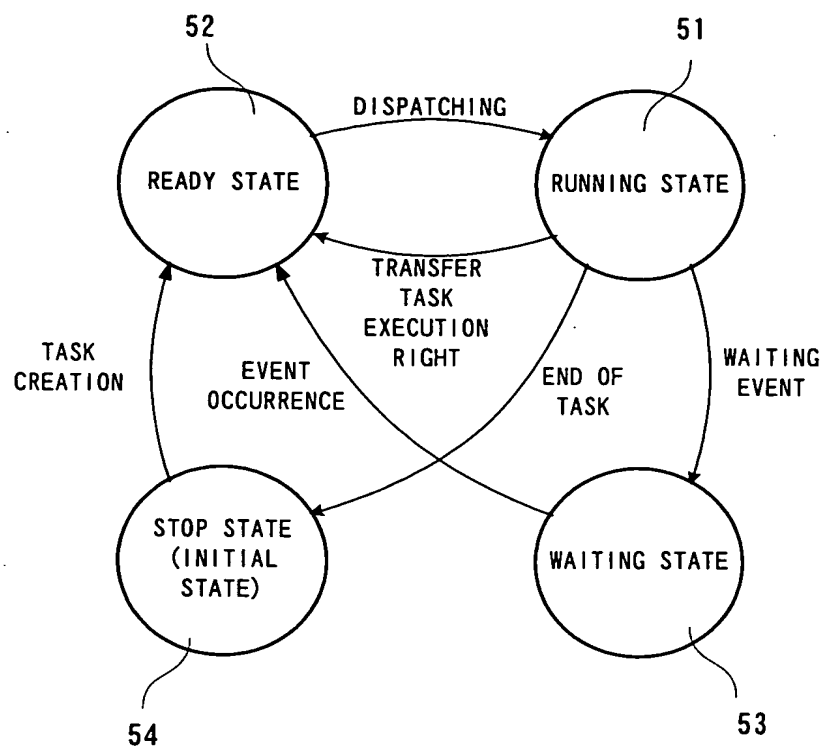 52
51
DISPATCHING
READY STATE
RUNNING STATE
TRANSFER
TASK
EXECUTION
RIGHT
TASK
CREATION
EVENT
OCCURRENCE
END OF
TASK
WAITING
EVENT
STOP STATE
(INITIAL
STATE)
WAITING STATE
54
53